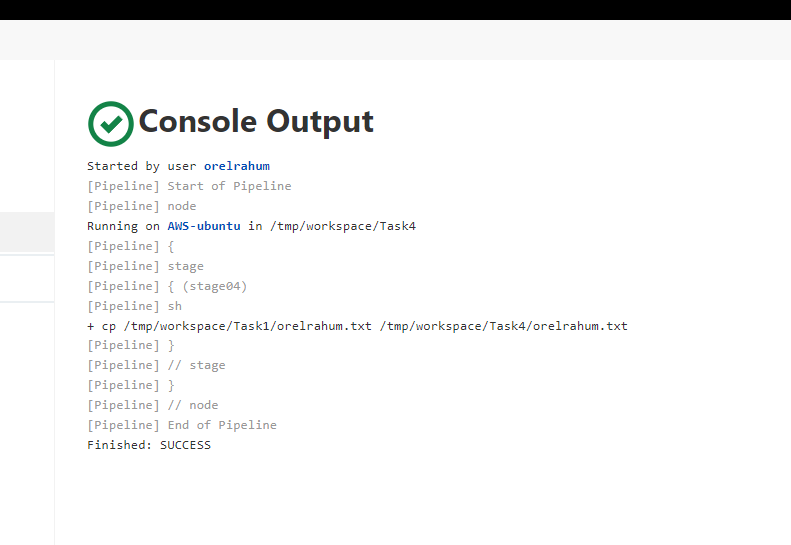 Console Output
Started by user orelrahum
[Pipeline] Start of Pipeline
[Pipeline] node
Running on AWS-ubuntu in /tmp/workspace/Task4
[Pipeline] {
[Pipeline] stage
[Pipeline] { (stage04)
[Pipeline] sh
+ cp /tmp/workspace/Task1/orelrahum.txt /tmp/workspace/Task4/orelrahum.txt
[Pipeline] }
[Pipeline] // stage
[Pipeline] }
[Pipeline] // node
[Pipeline] End of Pipeline
Finished: SUCCESS